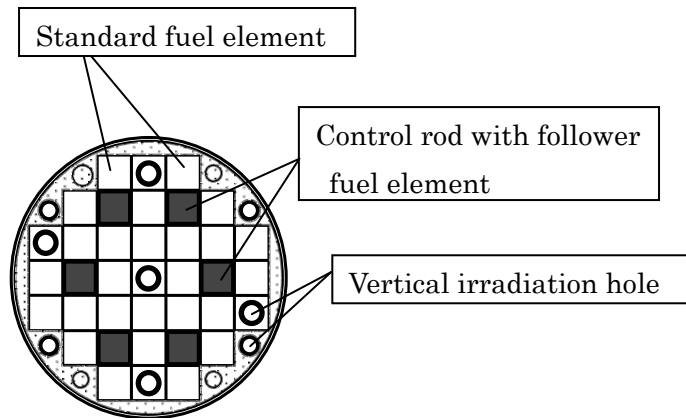 Standard fuel element
Control rod with follower
fuel element
Vertical irradiation hole